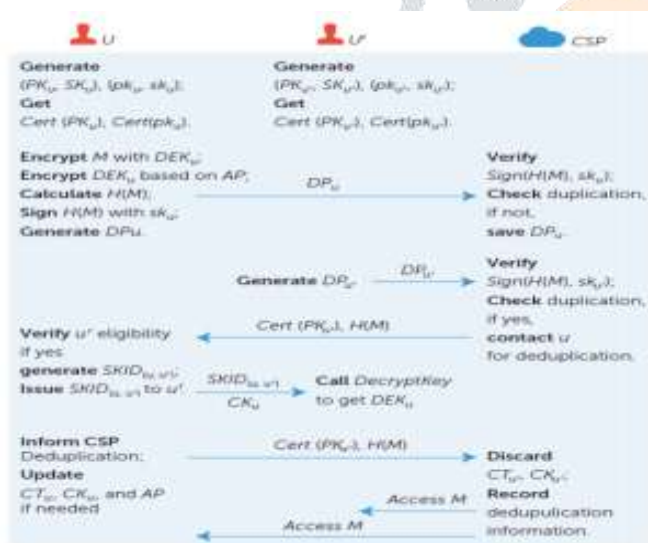 U
U'
CSP
Generate
(PKu, SKu), (pku, sku);
Get
Cert (PKu), Cert(pku).
Generate
(PKu', SKu'), (pku', sku');
Get
Cert (PKu'), Cert(pku').
Encrypt M with DEKu;
Encrypt DEKu based on AP;
Calculate H(M);
Sign H(M) with sku;
Generate DPu.
DPu
Verify
Sign(H(M), sku);
Check duplication,
if not,
save DPu.
Generate DPu'
DPu'
Verify
Sign(H(M), sku');
Check duplication,
if yes,
contact u
for deduplication.
Cert (PKu'), H(M)
Verify u' eligibility
if yes
generate SKID(u, u');
Issue SKID(u, u') to u'
SKID(u, u')
CKu
Call DecryptKey
to get DEKu
Inform CSP
Deduplication;
Update
CTu, CKu, and AP
if needed
Cert (PKu'), H(M)
Discard
CTu', CKu';
Record
dedupulication
information.
Access M
Access M